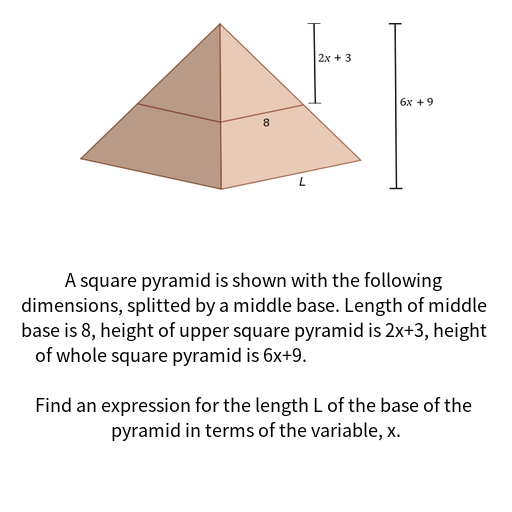 2x + 3
6x + 9
8
L
A square pyramid is shown with the following
dimensions, splitted by a middle base. Length of middle
base is 8, height of upper square pyramid is 2x+3, height
of whole square pyramid is 6x+9.
Find an expression for the length L of the base of the
pyramid in terms of the variable, x.